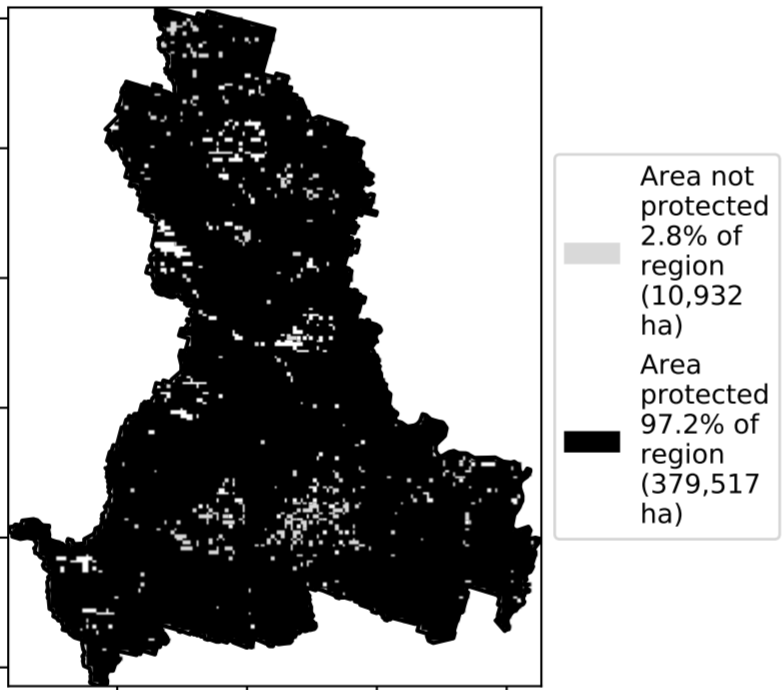 Area not
protected
2.8% of
region
(10,932
ha)
Area
protected
97.2% of
region
(379,517
ha)